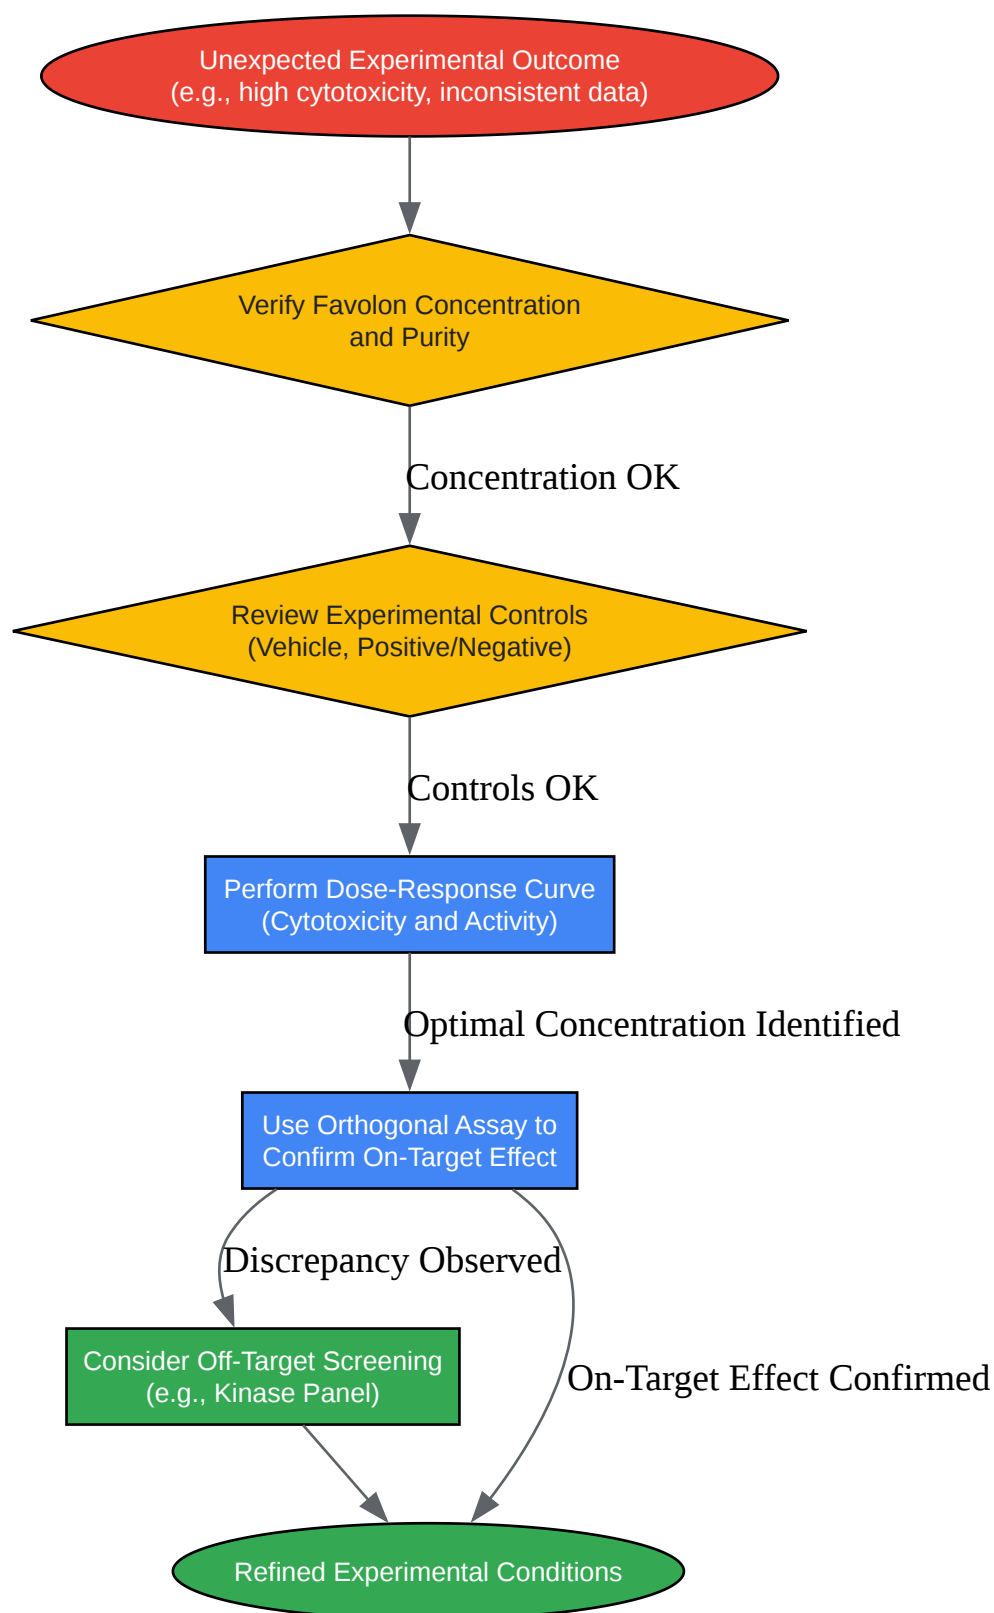 Unexpected Experimental Outcome
(e.g., high cytotoxicity, inconsistent data)
Verify Favolon Concentration
and Purity
Concentration OK
Review Experimental Controls
(Vehicle, Positive/Negative)
Controls OK
Perform Dose-Response Curve
(Cytotoxicity and Activity)
Optimal Concentration Identified
Use Orthogonal Assay to
Confirm On-Target Effect
Discrepancy Observed
Consider Off-Target Screening
(e.g., Kinase Panel)
On-Target Effect Confirmed
Refined Experimental Conditions